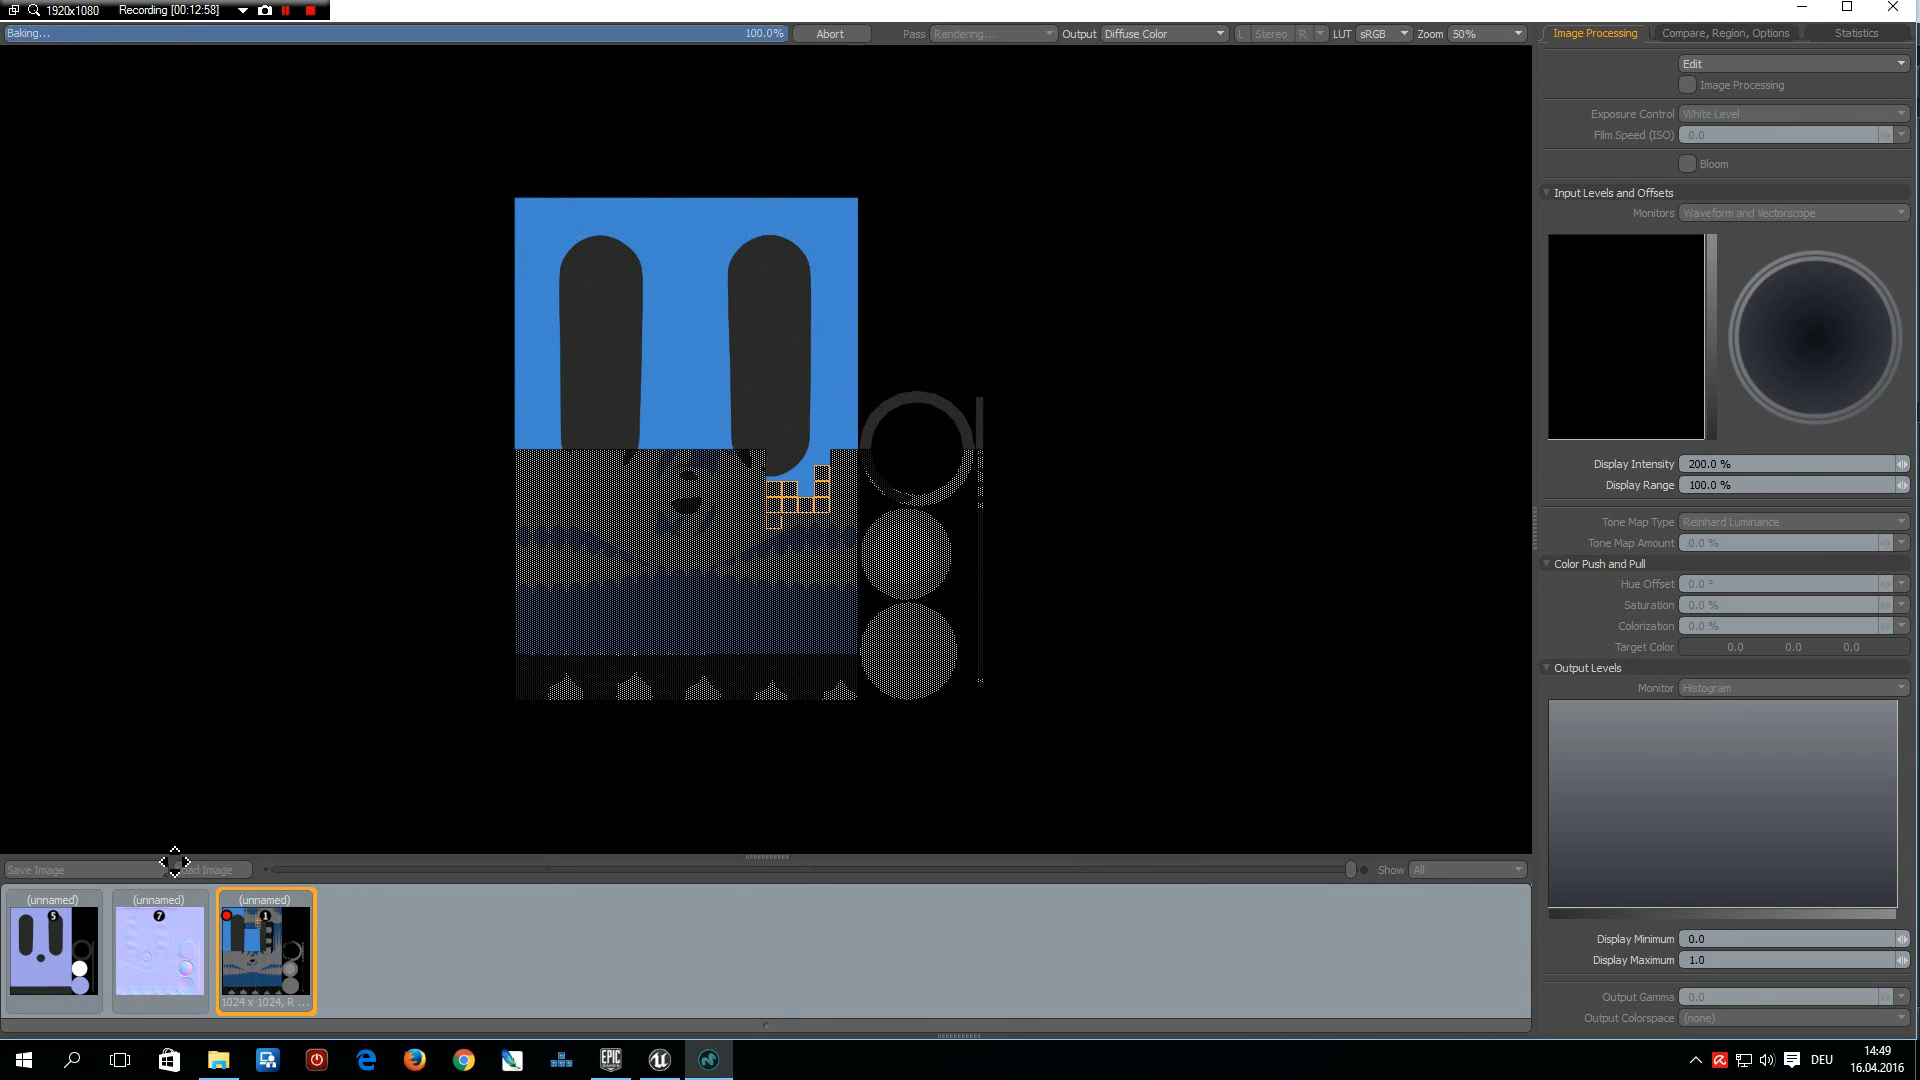 1920x1080 Recording [00:12:58]
Baking... 100.0% Abort Pass Rendering... Output Diffuse Color L Stereo R LUT sRGB Zoom 50%
Image Processing Compare, Region, Options Statistics
Edit
Image Processing
Exposure Control White Level
Film Speed (ISO) 0.0
Bloom
Input Levels and Offsets
Monitors Waveform and Vectorscope
Display Intensity 200.0 %
Display Range 100.0 %
Tone Map Type Reinhard Luminance
Tone Map Amount 0.0 %
Color Push and Pull
Hue Offset 0.0 °
Saturation 0.0 %
Colorization 0.0 %
Target Color 0.0 0.0 0.0
Output Levels
Monitor Histogram
Display Minimum 0.0
Display Maximum 1.0
Output Gamma 0.0
Output Colorspace (none)
Save Image Image Show All
(unnamed) (unnamed) (unnamed)
5 7 1
1024 x 1024, R ...
EPIC GAMES
DEU
14:49
16.04.2016